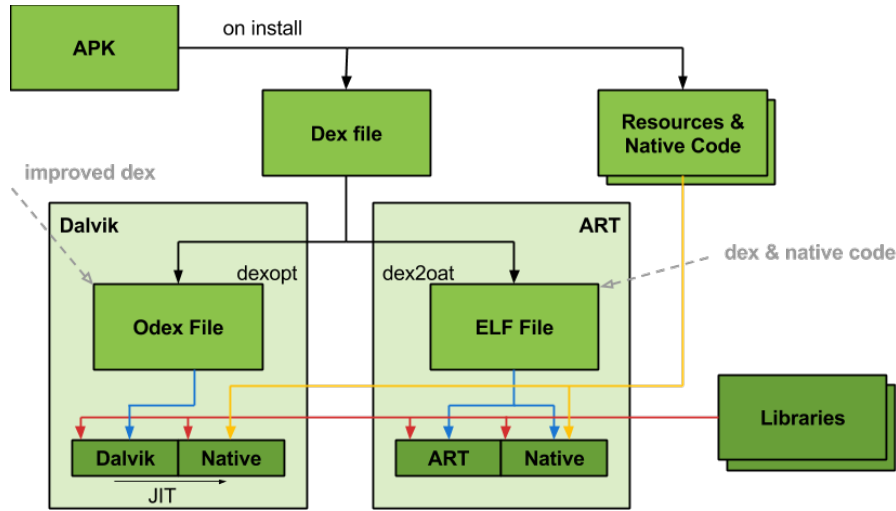 on install
APK
Dex file
Resources &
Native Code
improved dex
Dalvik
ART
dexopt
dex2oat
dex & native code
Odex File
ELF File
Libraries
Dalvik
Native
ART
Native
JIT